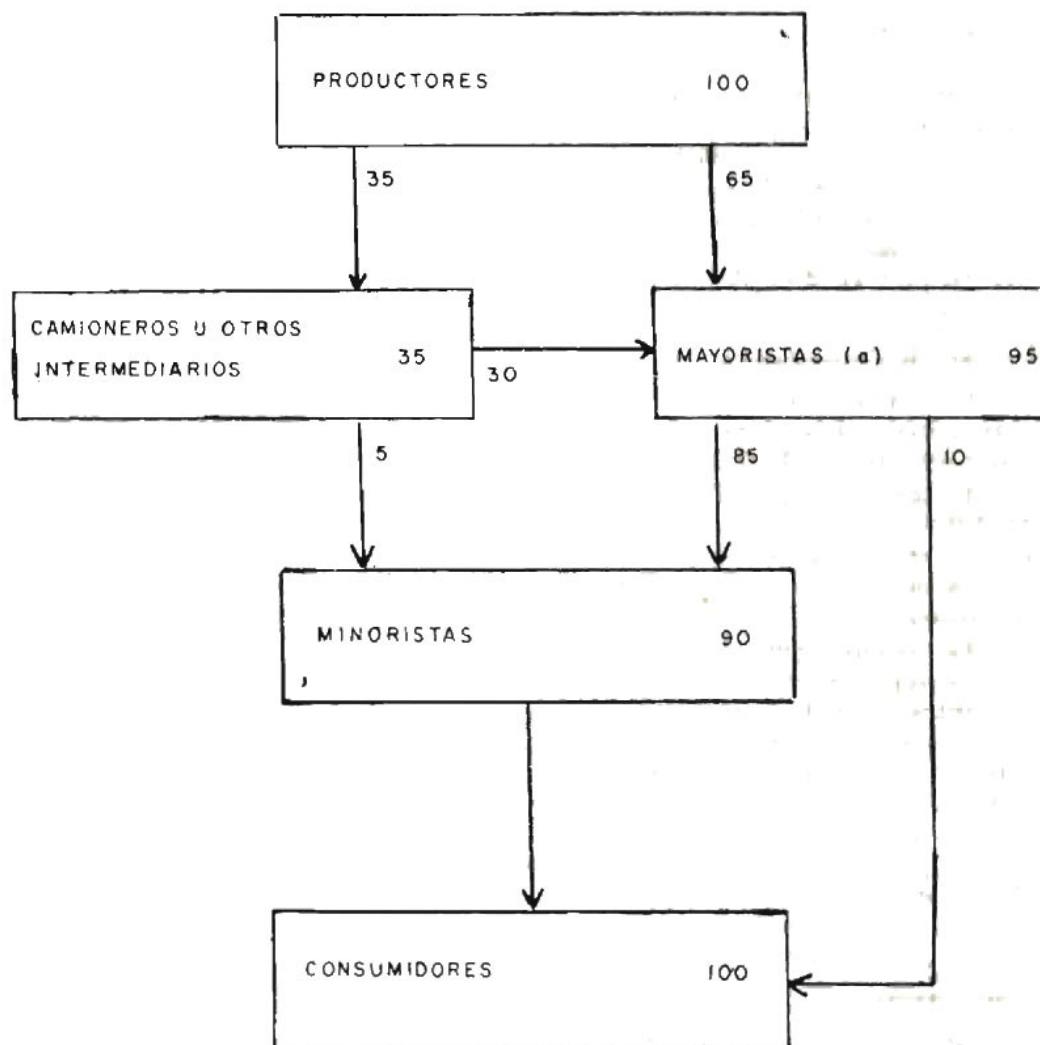 PRODUCTORES 100
35 65
CAMIONEROS U OTROS
INTERMEDIARIOS 35
30
MAYORISTAS (a) 95
5 85 10
MINORISTAS 90
CONSUMIDORES 100